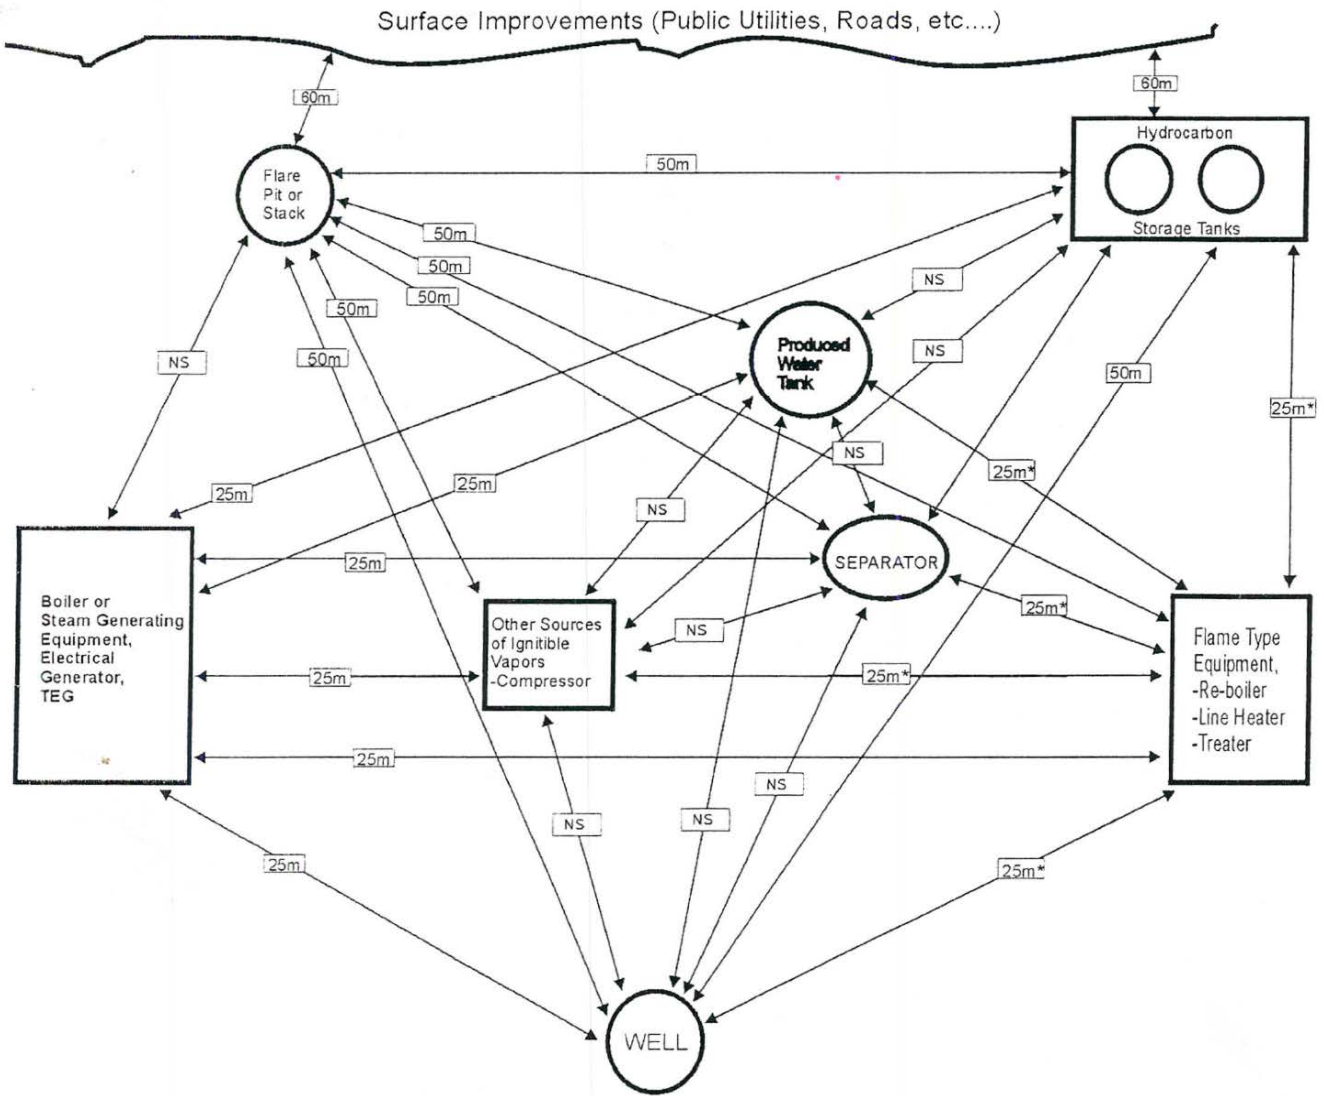 Surface Improvements (Public Utilities, Roads, etc....)
60m
60m
Hydrocarbon
Storage Tanks
50m
Flare
Pit or
Stack
50m
50m
50m
50m
50m
NS
NS
NS
50m
25m*
Produced
Water
Tank
NS
25m*
25m
25m
NS
25m
SEPARATOR
25m*
Boiler or
Steam Generating
Equipment,
Electrical
Generator,
TEG
Other Sources
of Ignitible
Vapors
-Compressor
NS
Flame Type
Equipment,
-Re-boiler
-Line Heater
-Treater
25m
25m*
25m
NS
NS
NS
25m
25m*
WELL